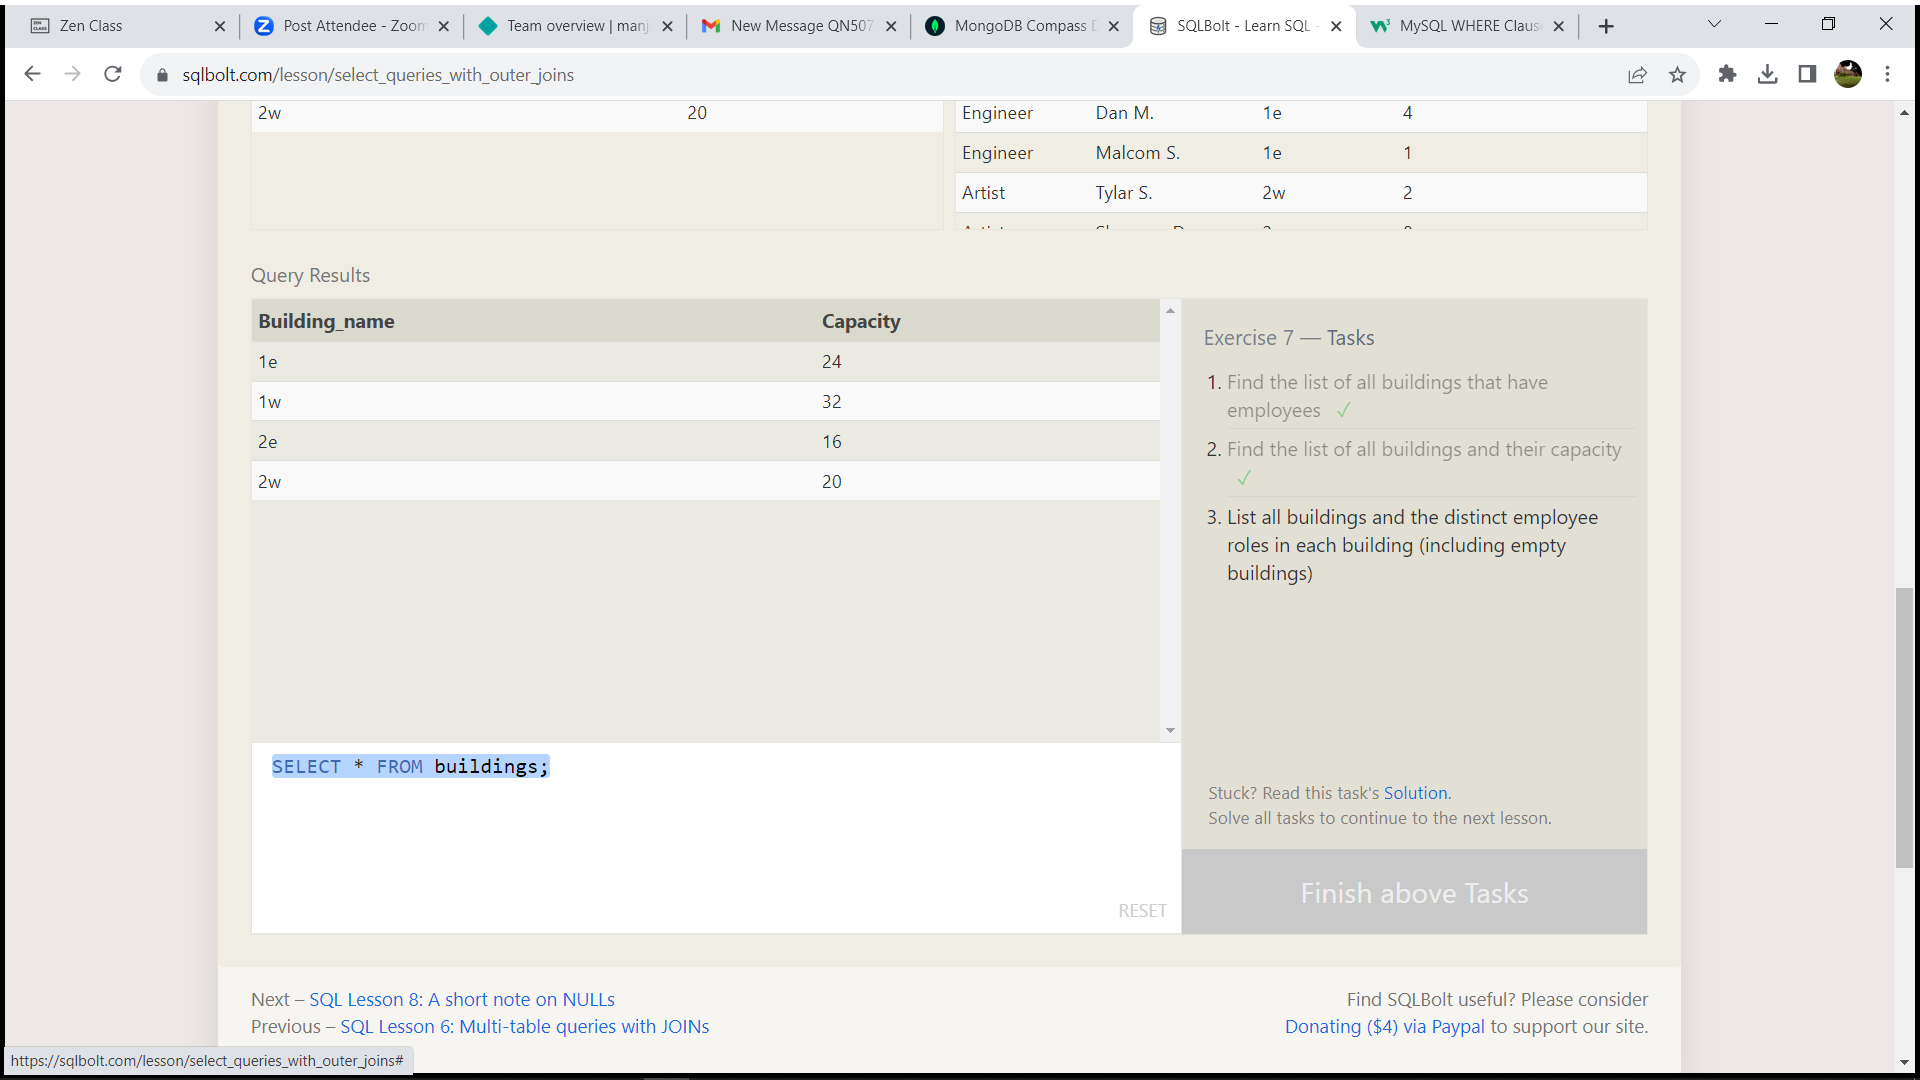 Zen Class
Post Attendee - Zoom
Team overview | manj
New Message QN507
MongoDB Compass D
SQLBolt - Learn SQL -
MySQL WHERE Claus
sqlbolt.com/lesson/select_queries_with_outer_joins
2w 20
Engineer Dan M. 1e 4
Engineer Malcom S. 1e 1
Artist Tylar S. 2w 2
Query Results
Building_name Capacity
1e 24
1w 32
2e 16
2w 20
Exercise 7 — Tasks
1. Find the list of all buildings that have
employees ✓
2. Find the list of all buildings and their capacity
✓
3. List all buildings and the distinct employee
roles in each building (including empty
buildings)
SELECT * FROM buildings;
RESET
Stuck? Read this task's Solution.
Solve all tasks to continue to the next lesson.
Finish above Tasks
Next – SQL Lesson 8: A short note on NULLs
Previous – SQL Lesson 6: Multi-table queries with JOINs
Find SQLBolt useful? Please consider
Donating ($4) via Paypal to support our site.
https://sqlbolt.com/lesson/select_queries_with_outer_joins#